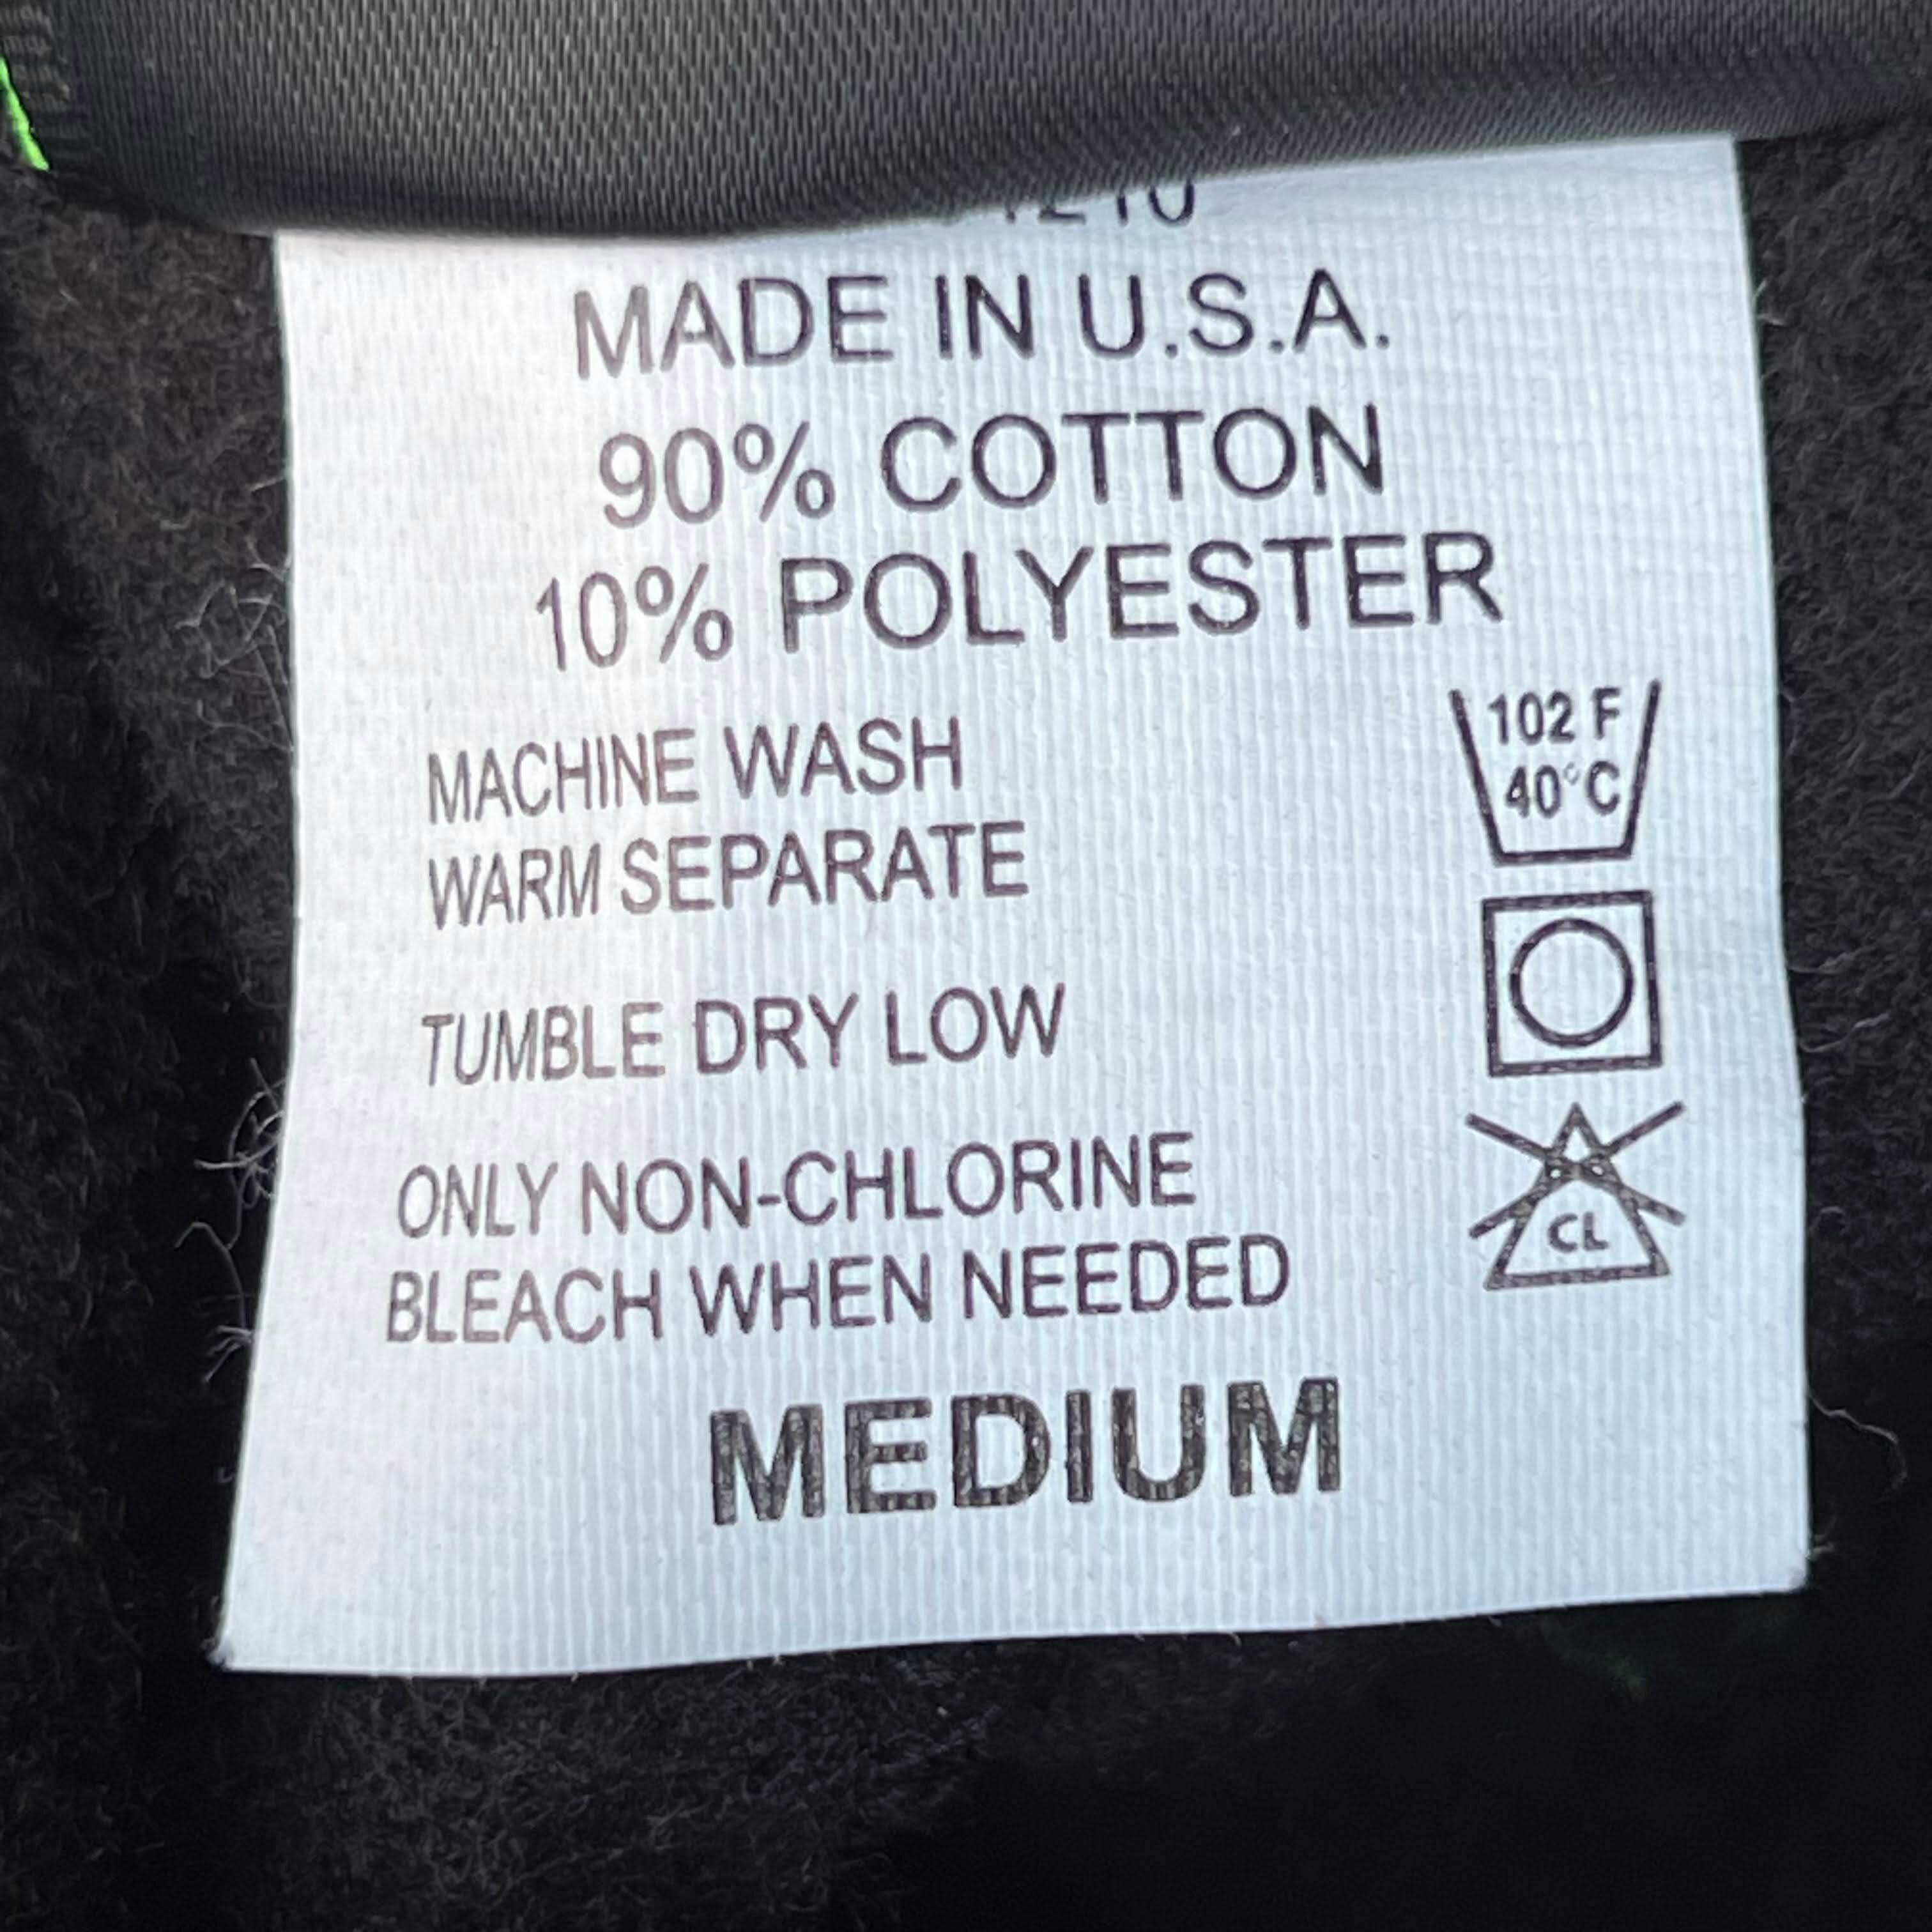 MADE IN U.S.A.
90% COTTON
10% POLYESTER
MACHINE WASH
WARM SEPARATE
102 F
40°C
TUMBLE DRY LOW
ONLY NON-CHLORINE
BLEACH WHEN NEEDED
CL
MEDIUM